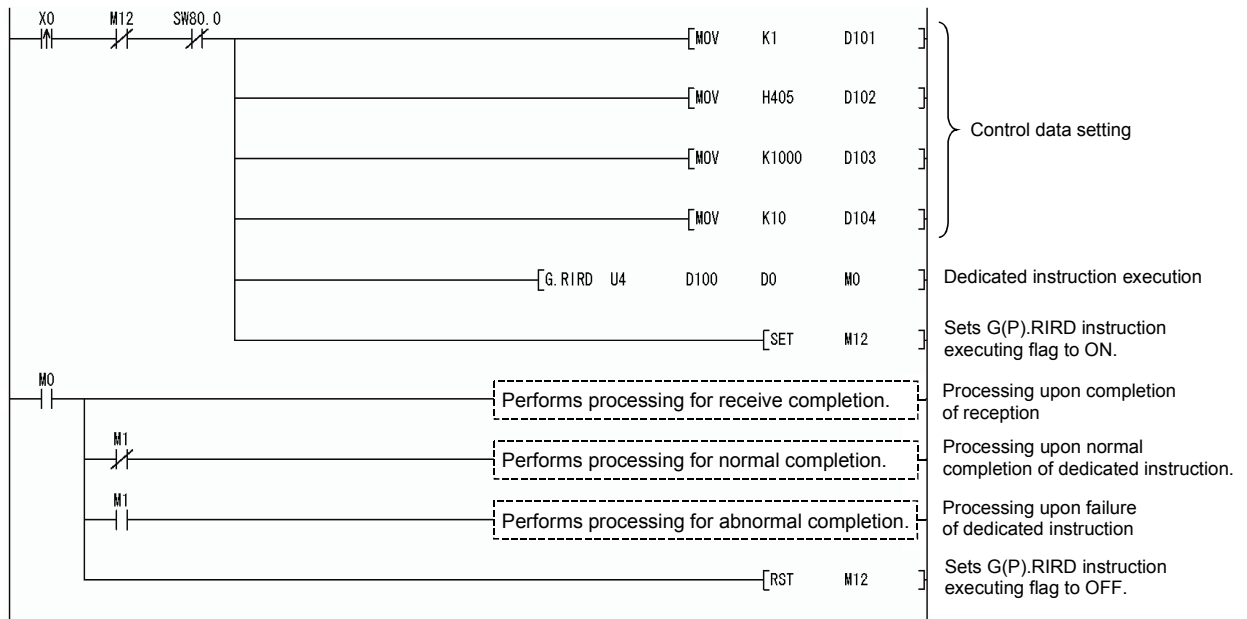 X0 M12 SW80.0
MOV K1 D101
MOV H405 D102
Control data setting
MOV K1000 D103
MOV K10 D104
G.RIRD U4 D100 D0 M0 Dedicated instruction execution
SET M12 Sets G(P).RIRD instruction
executing flag to ON.
M0
Performs processing for receive completion. Processing upon completion
of reception
M1
Performs processing for normal completion. Processing upon normal
completion of dedicated instruction.
M1
Performs processing for abnormal completion. Processing upon failure
of dedicated instruction
RST M12 Sets G(P).RIRD instruction
executing flag to OFF.